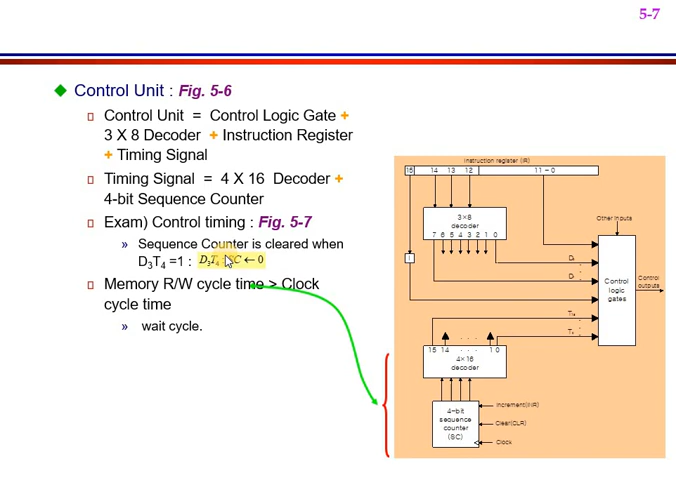 5-7
Control Unit : Fig. 5-6
Control Unit = Control Logic Gate +
3 X 8 Decoder + Instruction Register
+ Timing Signal
Timing Signal = 4 X 16 Decoder +
4-bit Sequence Counter
Exam) Control timing : Fig. 5-7
» Sequence Counter is cleared when
D3T4 =1 : D3T4 : SC ← 0
Memory R/W cycle time > Clock
cycle time
» wait cycle.
Instruction register (IR)
15 14 13 12 11 - 0
3×8
decoder
7 6 5 4 3 2 1 0
I
Other inputs
Control
logic
gates
Control
outputs
15 14 . . . 1 0
4×16
decoder
4-bit
sequence
counter
(SC)
Increment(INR)
Clear(CLR)
Clock